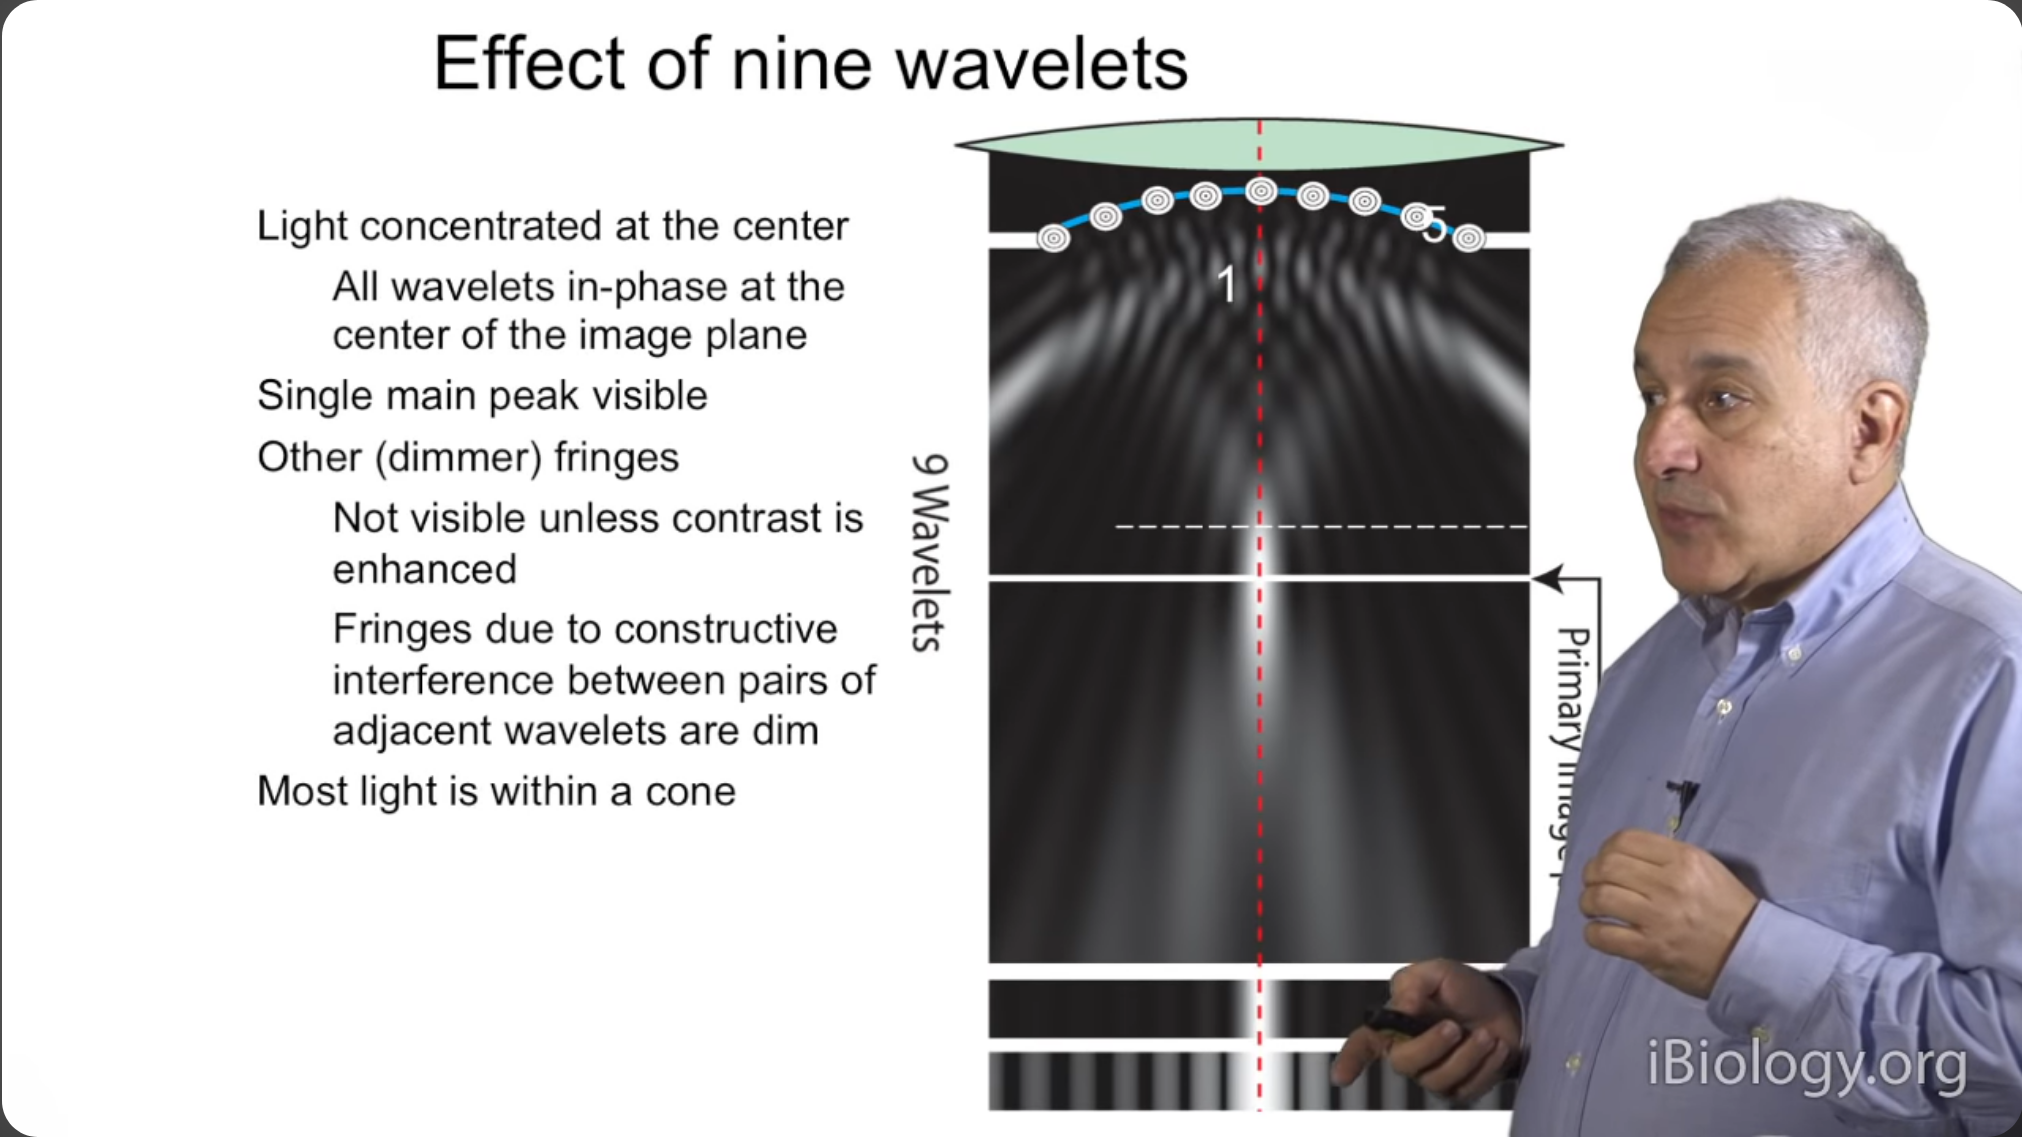 Effect of nine wavelets
Light concentrated at the center
All wavelets in-phase at the
center of the image plane
Single main peak visible
Other (dimmer) fringes
Not visible unless contrast is
enhanced
Fringes due to constructive
interference between pairs of
adjacent wavelets are dim
Most light is within a cone
5
1
9 Wavelets
Primary
iBiology.org